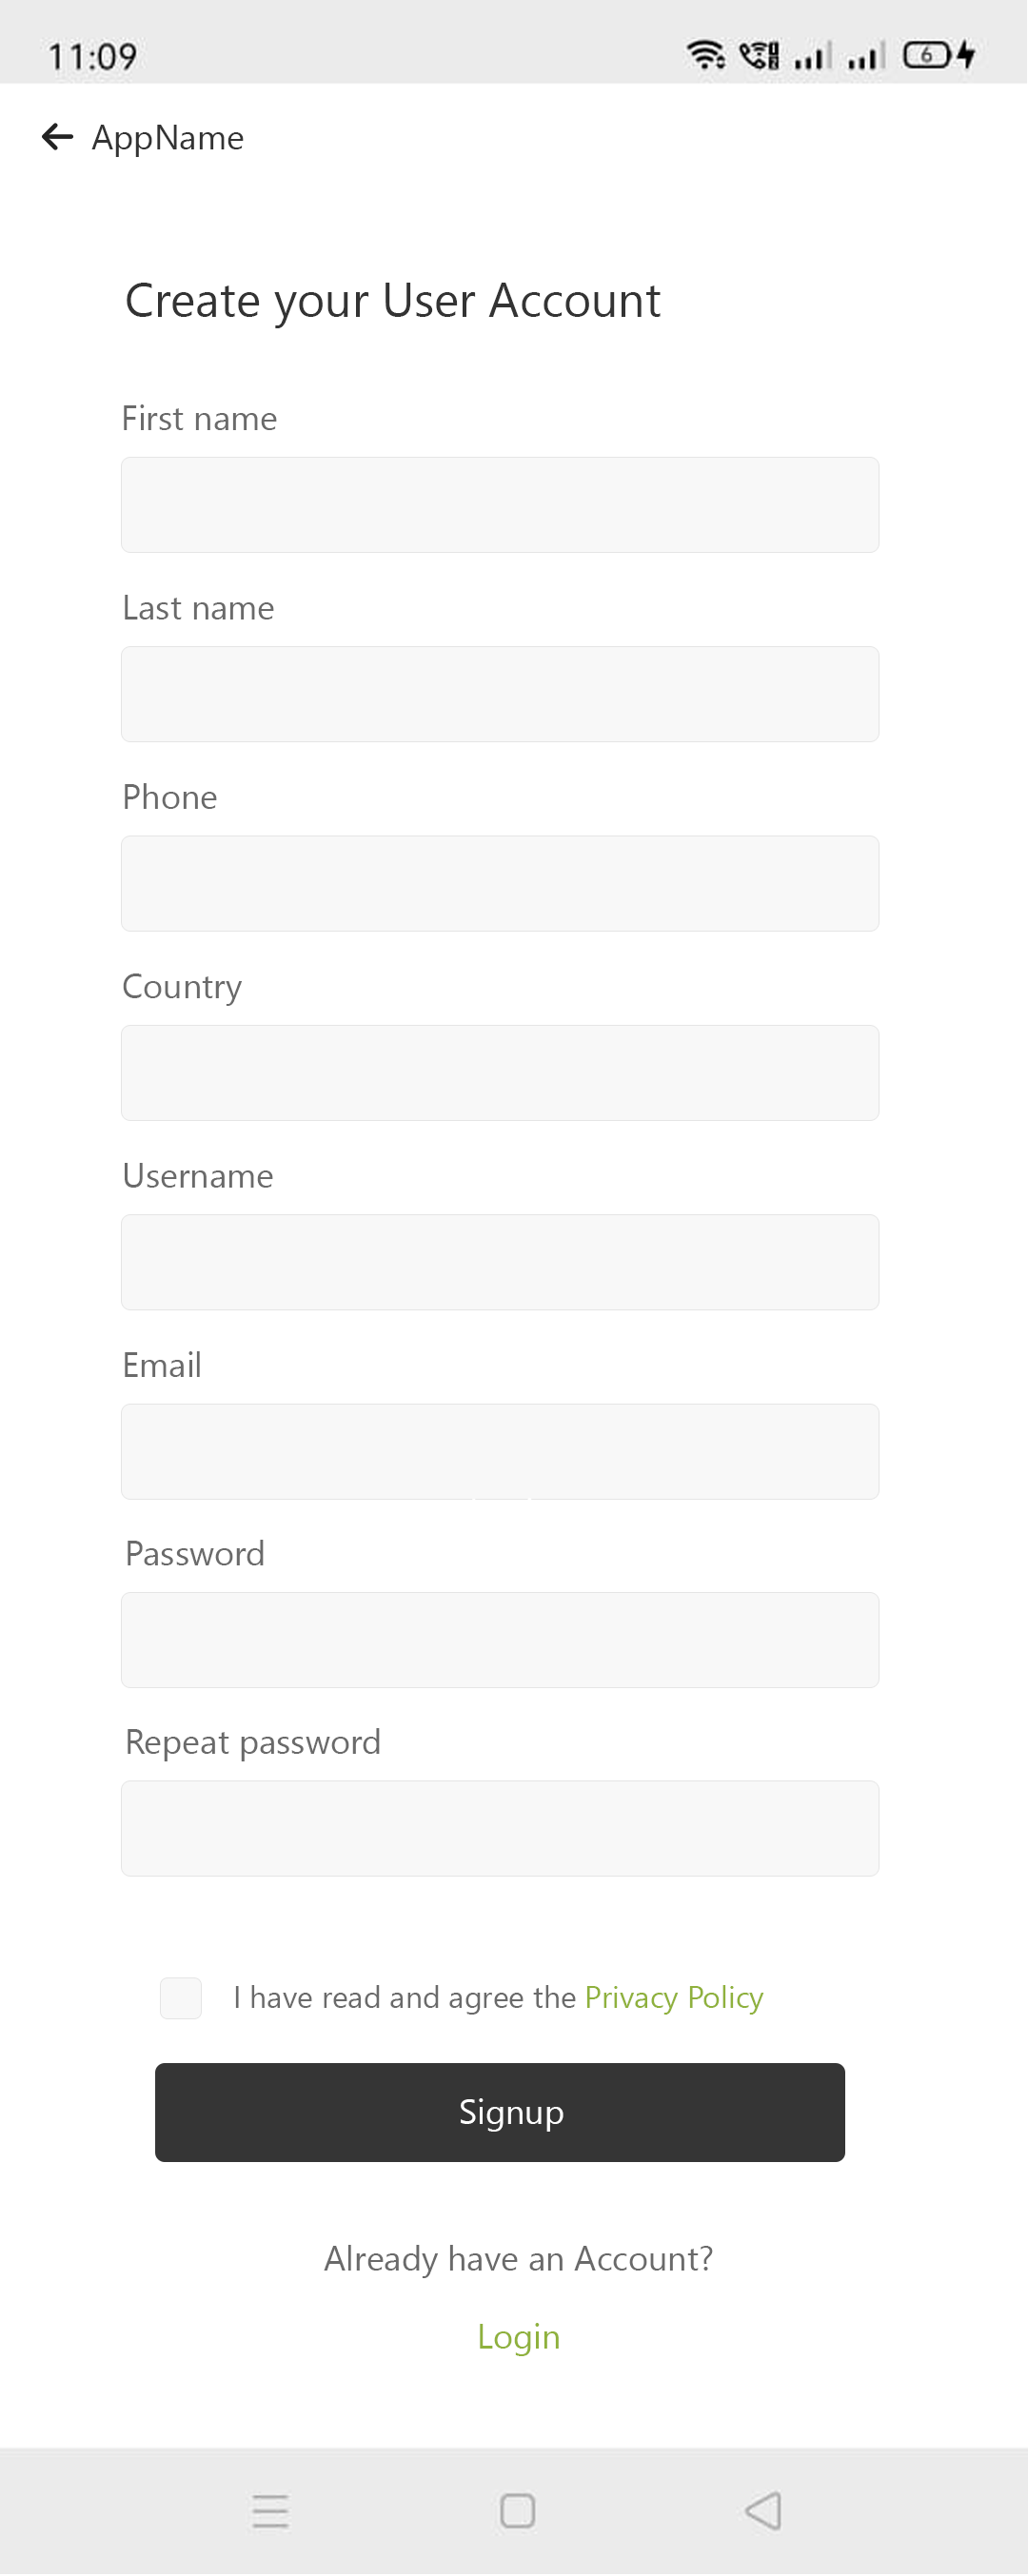 11:09
6
AppName
Create your User Account
First name
Last name
Phone
Country
Username
Email
Password
Repeat password
I have read and agree the Privacy Policy
Signup
Already have an Account?
Login